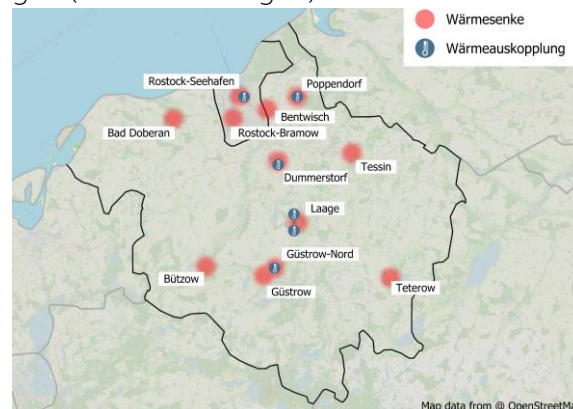 Wärmesenke
Wärmeauskopplung
Rostock-Seehafen
Poppendorf
Bentwisch
Bad Doberan
Rostock-Bramow
Tessin
Dummerstorf
Laage
Güstrow-Nord
Bützow
Güstrow
Teterow
Map data from @ OpenStreetMa